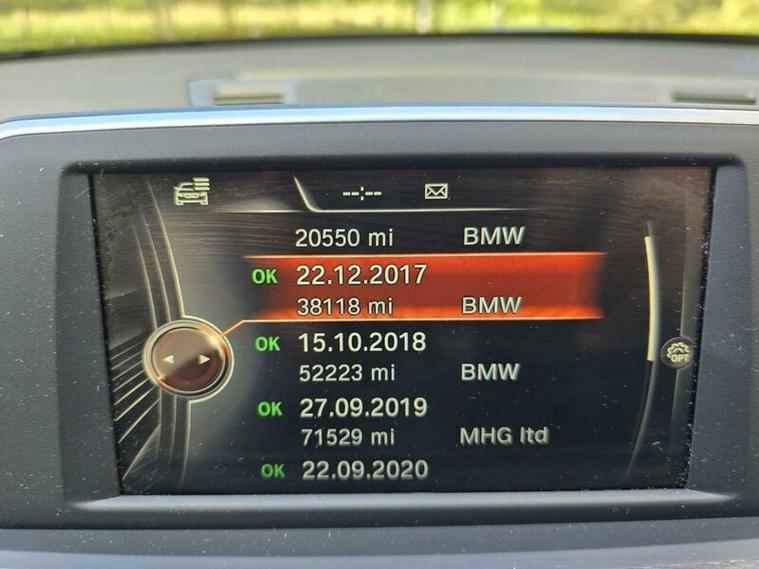 --:--
20550 mi BMW
OK 22.12.2017
38118 mi BMW
OK 15.10.2018
52223 mi BMW
OK 27.09.2019
71529 mi MHG ltd
OK 22.09.2020
OPT